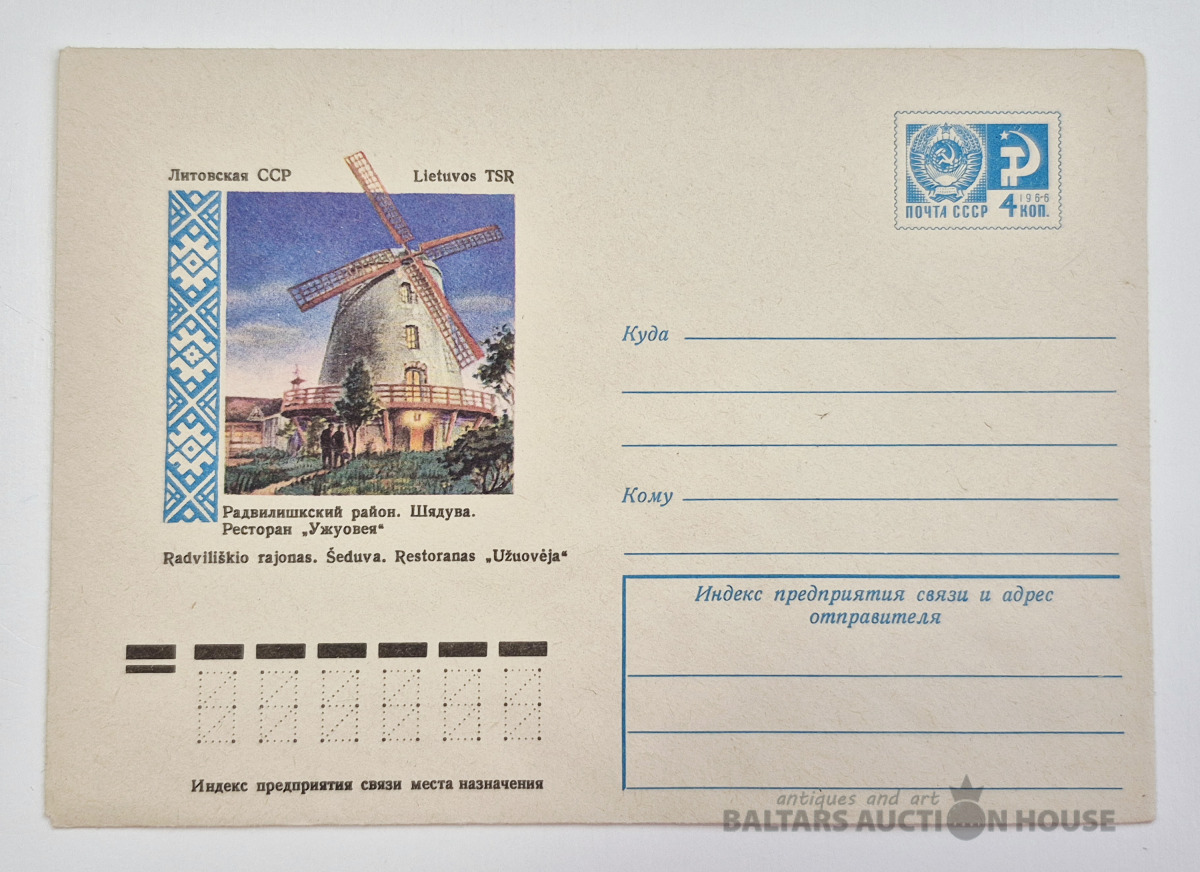 Литовская ССР Lietuvos TSR
ПОЧТА СССР 4 1966 КОП.
Радвилишкский район. Шядува.
Ресторан „Ужуовея“
Radviliškio rajonas. Šeduva. Restoranas „Užuovėja“
Индекс предприятия связи места назначения
Куда
Кому
Индекс предприятия связи и адрес
отправителя
antiques and art
BALTARS AUCTION HOUSE